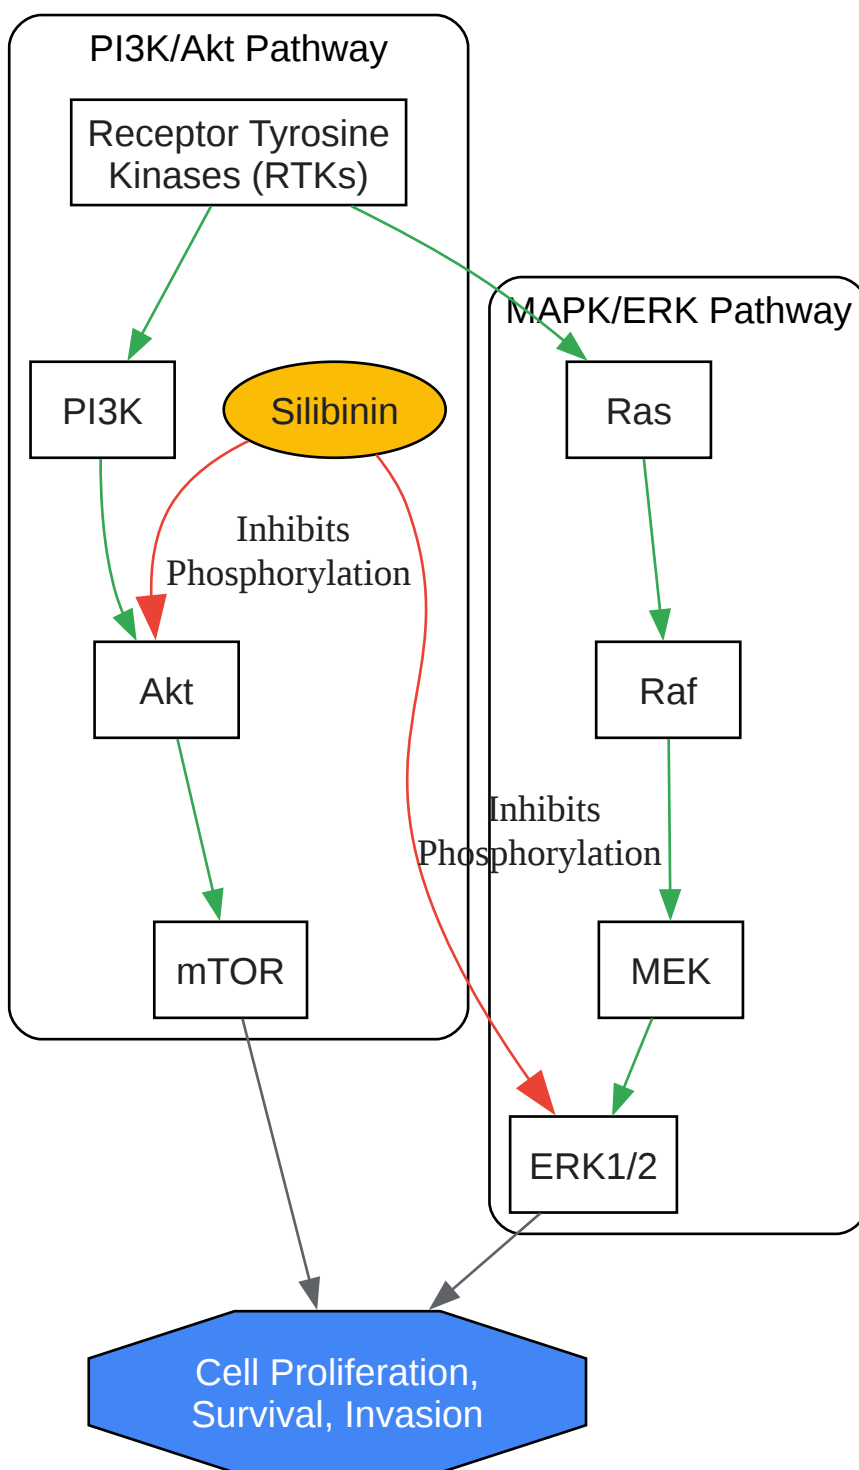 PI3K/Akt Pathway
Receptor Tyrosine
Kinases (RTKs)
MAPK/ERK Pathway
PI3K
Silibinin
Ras
Inhibits
Phosphorylation
Akt
Raf
Inhibits
Phosphorylation
mTOR
MEK
ERK1/2
Cell Proliferation,
Survival, Invasion